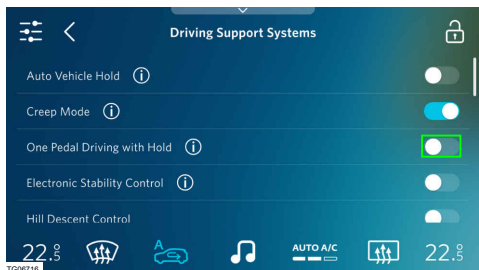 Driving Support Systems
Auto Vehicle Hold
Creep Mode
One Pedal Driving with Hold
Electronic Stability Control
Hill Descent Control
22.5° A AUTO A/C 22.5°
TG06716